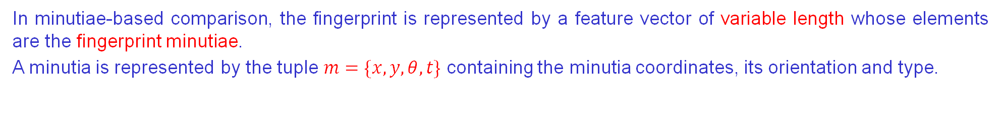 In minutiae-based comparison, the fingerprint is represented by a feature vector of variable length whose elements
are the fingerprint minutiae.
A minutia is represented by the tuple m = {x, y, θ, t} containing the minutia coordinates, its orientation and type.